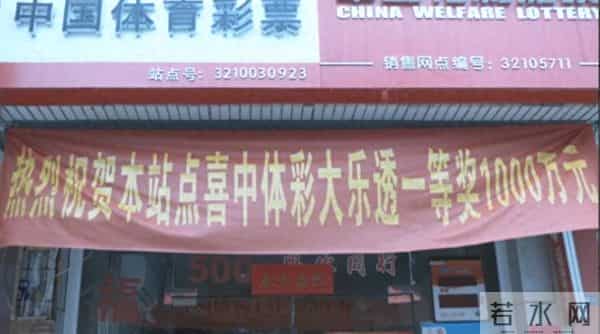 中国体育彩票
CHINA WELFARE LOTTERY
站点号：3210030923
销售网点编号：32105711
热烈祝贺本站点喜中体彩大乐透一等奖1000万元
500
若水网